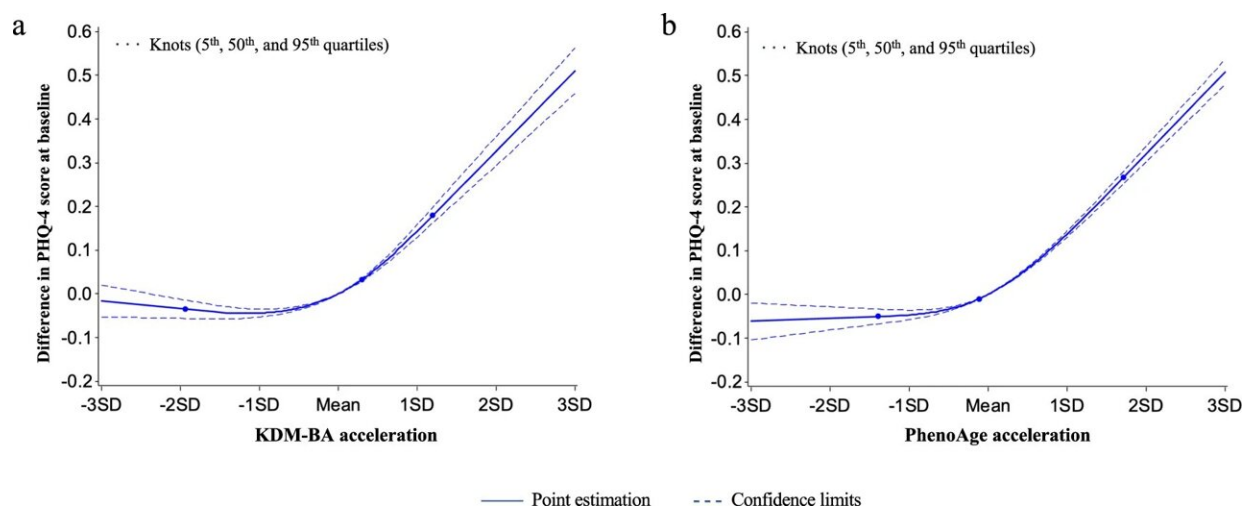 a
· · · Knots (5th, 50th, and 95th quartiles)
Difference in PHQ-4 score at baseline
0.6
0.5
0.4
0.3
0.2
0.1
0.0
-0.1
-0.2
-3SD -2SD -1SD Mean 1SD 2SD 3SD
KDM-BA acceleration
b
· · · Knots (5th, 50th, and 95th quartiles)
Difference in PHQ-4 score at baseline
0.6
0.5
0.4
0.3
0.2
0.1
0.0
-0.1
-0.2
-3SD -2SD -1SD Mean 1SD 2SD 3SD
PhenoAge acceleration
Point estimation Confidence limits